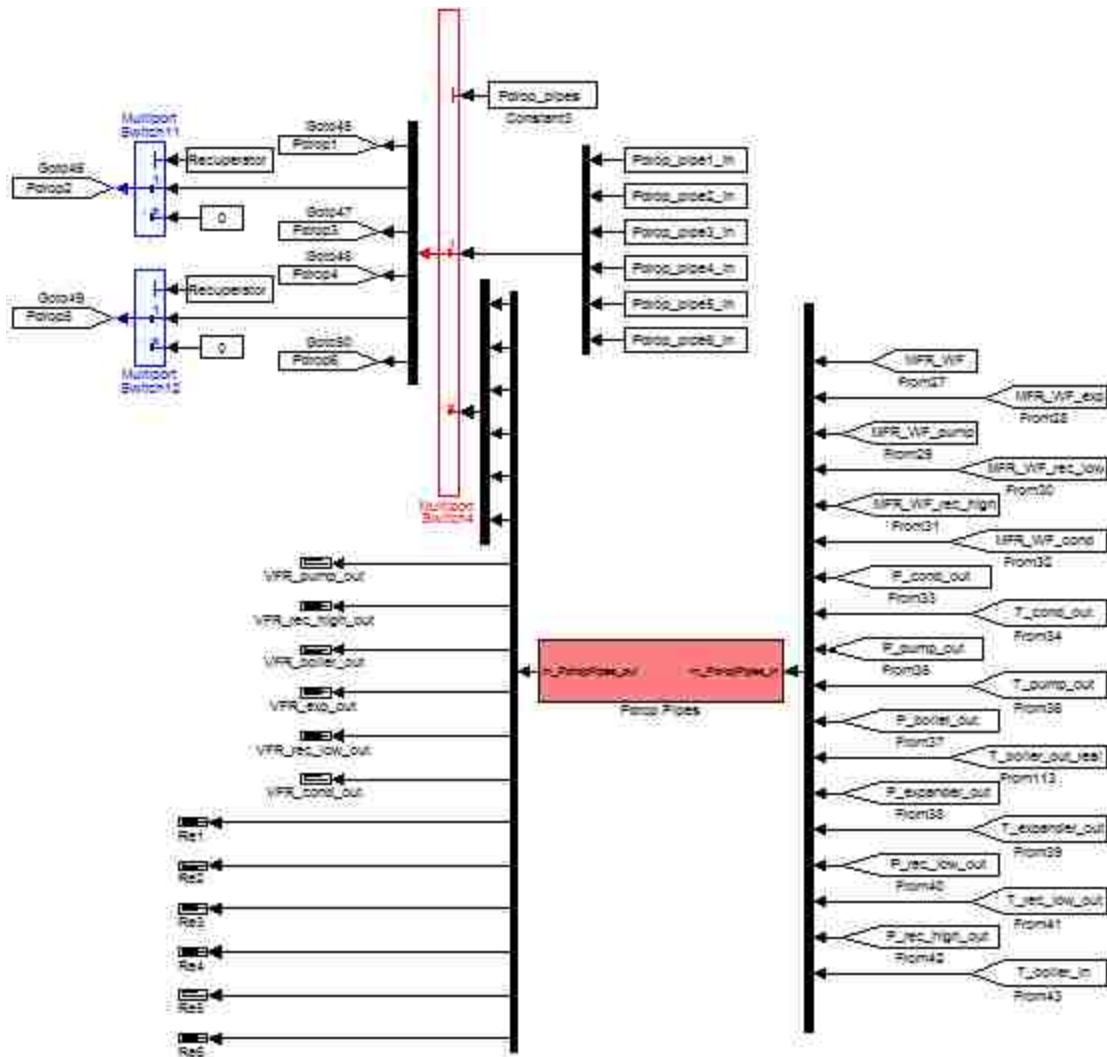 Pdrop_pipes
Constant3
Multiport
Switch11
Goto45
Pdrop1
Recuperator
Pdrop2
0
Goto47
Pdrop3
Pdrop4
Recuperator
Goto49
0
Goto50
Multiport
Switch12
Pdrop_pipe1_in
Pdrop_pipe2_in
Pdrop_pipe3_in
Pdrop_pipe4_in
Pdrop_pipe5_in
Pdrop_pipe6_in
Multiport
Switch4
VFR_pump_out
VFR_rec_high_out
VFR_boiler_out
VFR_exp_out
VFR_rec_low_out
VFR_cond_out
Re1
Re2
Re3
Re4
Re5
Re6
Pdrop Pipes
MFR_WF
From27
MFR_WF_exp
From28
MFR_WF_pump
From29
MFR_WF_rec_low
From30
MFR_WF_rec_high
From31
MFR_WF_cond
From32
P_cond_out
From33
T_cond_out
From34
P_pump_out
From35
T_pump_out
From36
P_boiler_out
From37
T_boiler_out_real
From113
P_expander_out
From38
T_expander_out
From39
P_rec_low_out
From40
T_rec_low_out
From41
P_rec_high_out
From42
T_boiler_in
From43